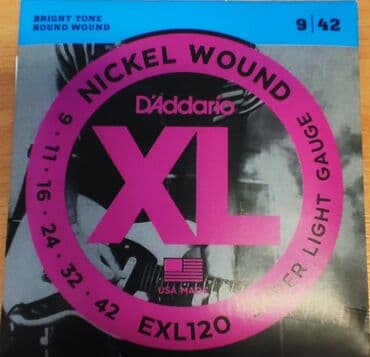 BRIGHT TONE
ROUND WOUND
9|42
NICKEL WOUND
D'Addario
XL
9 · 11 · 16 · 24 · 32 · 42
USA MADE
EXL120
SUPER LIGHT GAUGE